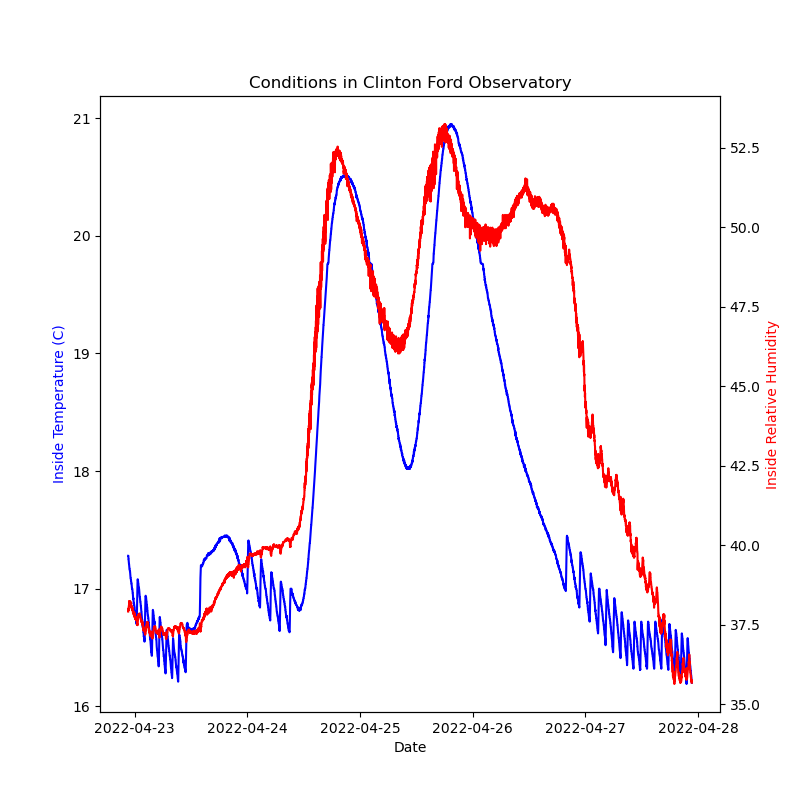 Conditions in Clinton Ford Observatory
21
20
19
18
17
16
Inside Temperature (C)
52.5
50.0
47.5
45.0
42.5
40.0
37.5
35.0
Inside Relative Humidity
2022-04-23 2022-04-24 2022-04-25 2022-04-26 2022-04-27 2022-04-28
Date